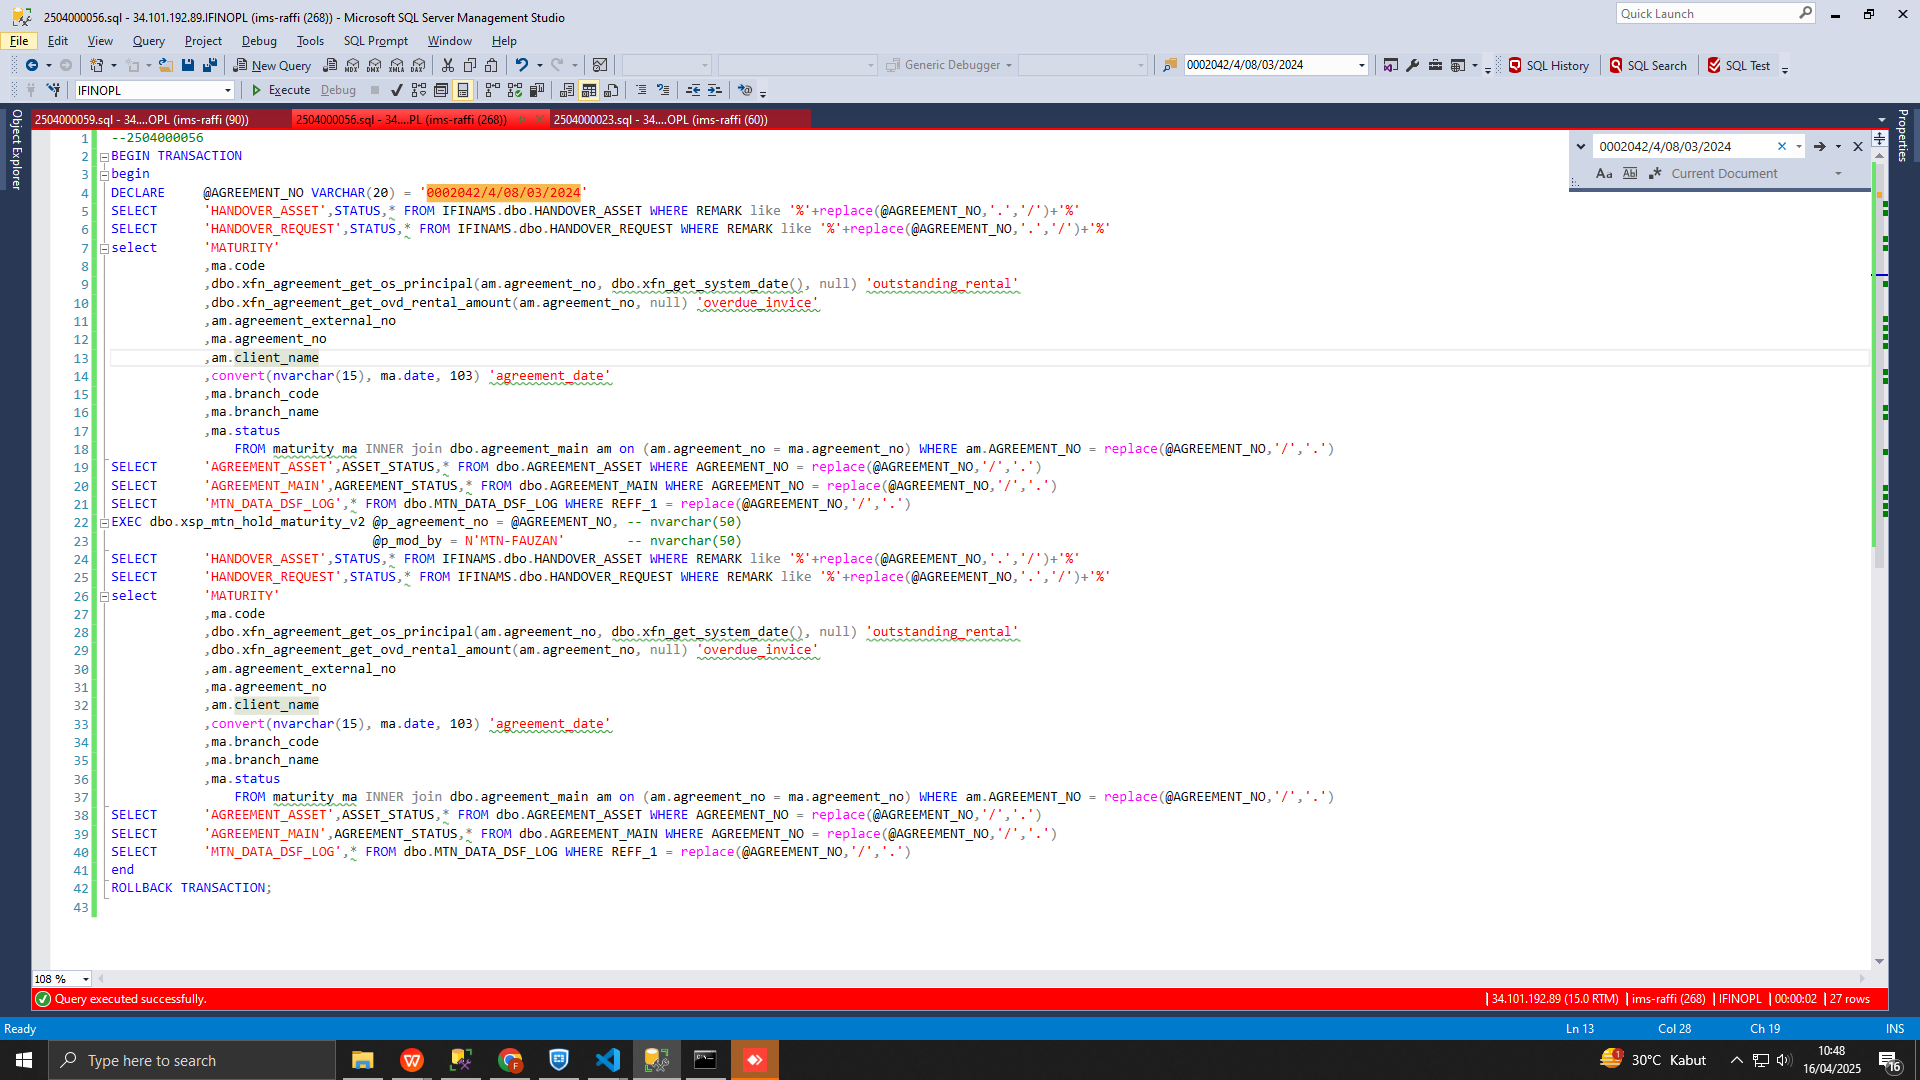 2504000056.sql - 34.101.192.89.IFINOPL (ims-raffi (268)) - Microsoft SQL Server Management Studio
Quick Launch
File Edit View Query Project Debug Tools SQL Prompt Window Help
New Query
Generic Debugger
0002042/4/08/03/2024
SQL History
SQL Search
SQL Test
IFINOPL
Execute Debug
Object Explorer
2504000059.sql - 34....OPL (ims-raffi (90))
2504000056.sql - 34....PL (ims-raffi (268))
2504000023.sql - 34....OPL (ims-raffi (60))
Properties
0002042/4/08/03/2024
Aa Ab .* Current Document
1 --2504000056
2 BEGIN TRANSACTION
3 begin
4 DECLARE @AGREEMENT_NO VARCHAR(20) = '0002042/4/08/03/2024'
5 SELECT 'HANDOVER_ASSET',STATUS,* FROM IFINAMS.dbo.HANDOVER_ASSET WHERE REMARK like '%'+replace(@AGREEMENT_NO,'.','/')+'%'
6 SELECT 'HANDOVER_REQUEST',STATUS,* FROM IFINAMS.dbo.HANDOVER_REQUEST WHERE REMARK like '%'+replace(@AGREEMENT_NO,'.','/')+'%'
7 select 'MATURITY'
8 ,ma.code
9 ,dbo.xfn_agreement_get_os_principal(am.agreement_no, dbo.xfn_get_system_date(), null) 'outstanding_rental'
10 ,dbo.xfn_agreement_get_ovd_rental_amount(am.agreement_no, null) 'overdue_invice'
11 ,am.agreement_external_no
12 ,ma.agreement_no
13 ,am.client_name
14 ,convert(nvarchar(15), ma.date, 103) 'agreement_date'
15 ,ma.branch_code
16 ,ma.branch_name
17 ,ma.status
18 FROM maturity ma INNER join dbo.agreement_main am on (am.agreement_no = ma.agreement_no) WHERE am.AGREEMENT_NO = replace(@AGREEMENT_NO,'/','.')
19 SELECT 'AGREEMENT_ASSET',ASSET_STATUS,* FROM dbo.AGREEMENT_ASSET WHERE AGREEMENT_NO = replace(@AGREEMENT_NO,'/','.')
20 SELECT 'AGREEMENT_MAIN',AGREEMENT_STATUS,* FROM dbo.AGREEMENT_MAIN WHERE AGREEMENT_NO = replace(@AGREEMENT_NO,'/','.')
21 SELECT 'MTN_DATA_DSF_LOG',* FROM dbo.MTN_DATA_DSF_LOG WHERE REFF_1 = replace(@AGREEMENT_NO,'/','.')
22 EXEC dbo.xsp_mtn_hold_maturity_v2 @p_agreement_no = @AGREEMENT_NO, -- nvarchar(50)
23 @p_mod_by = N'MTN-FAUZAN' -- nvarchar(50)
24 SELECT 'HANDOVER_ASSET',STATUS,* FROM IFINAMS.dbo.HANDOVER_ASSET WHERE REMARK like '%'+replace(@AGREEMENT_NO,'.','/')+'%'
25 SELECT 'HANDOVER_REQUEST',STATUS,* FROM IFINAMS.dbo.HANDOVER_REQUEST WHERE REMARK like '%'+replace(@AGREEMENT_NO,'.','/')+'%'
26 select 'MATURITY'
27 ,ma.code
28 ,dbo.xfn_agreement_get_os_principal(am.agreement_no, dbo.xfn_get_system_date(), null) 'outstanding_rental'
29 ,dbo.xfn_agreement_get_ovd_rental_amount(am.agreement_no, null) 'overdue_invice'
30 ,am.agreement_external_no
31 ,ma.agreement_no
32 ,am.client_name
33 ,convert(nvarchar(15), ma.date, 103) 'agreement_date'
34 ,ma.branch_code
35 ,ma.branch_name
36 ,ma.status
37 FROM maturity ma INNER join dbo.agreement_main am on (am.agreement_no = ma.agreement_no) WHERE am.AGREEMENT_NO = replace(@AGREEMENT_NO,'/','.')
38 SELECT 'AGREEMENT_ASSET',ASSET_STATUS,* FROM dbo.AGREEMENT_ASSET WHERE AGREEMENT_NO = replace(@AGREEMENT_NO,'/','.')
39 SELECT 'AGREEMENT_MAIN',AGREEMENT_STATUS,* FROM dbo.AGREEMENT_MAIN WHERE AGREEMENT_NO = replace(@AGREEMENT_NO,'/','.')
40 SELECT 'MTN_DATA_DSF_LOG',* FROM dbo.MTN_DATA_DSF_LOG WHERE REFF_1 = replace(@AGREEMENT_NO,'/','.')
41 end
42 ROLLBACK TRANSACTION;
43
108 %
Query executed successfully.
34.101.192.89 (15.0 RTM) ims-raffi (268) IFINOPL 00:00:02 27 rows
Ready Ln 13 Col 28 Ch 19 INS
Type here to search
30°C Kabut
10:48
16/04/2025
16